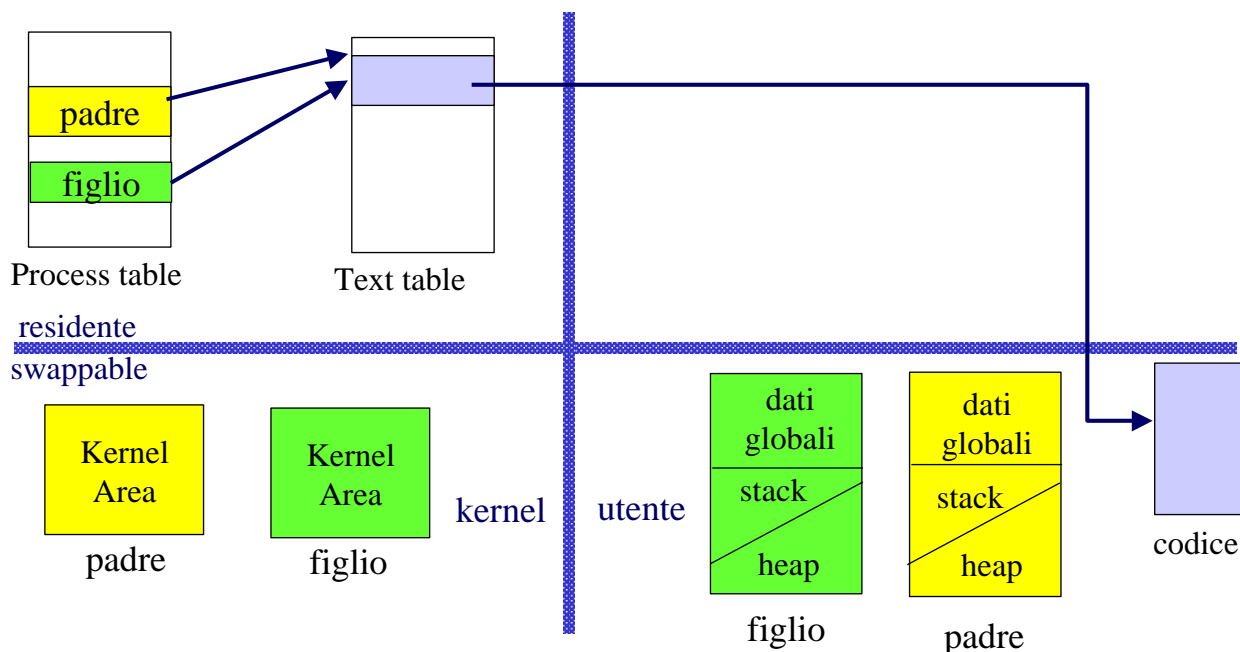 padre
figlio
Process table
Text table
residente
swappable
Kernel
Area
padre
Kernel
Area
figlio
kernel
utente
dati
globali
stack
heap
figlio
dati
globali
stack
heap
padre
codice